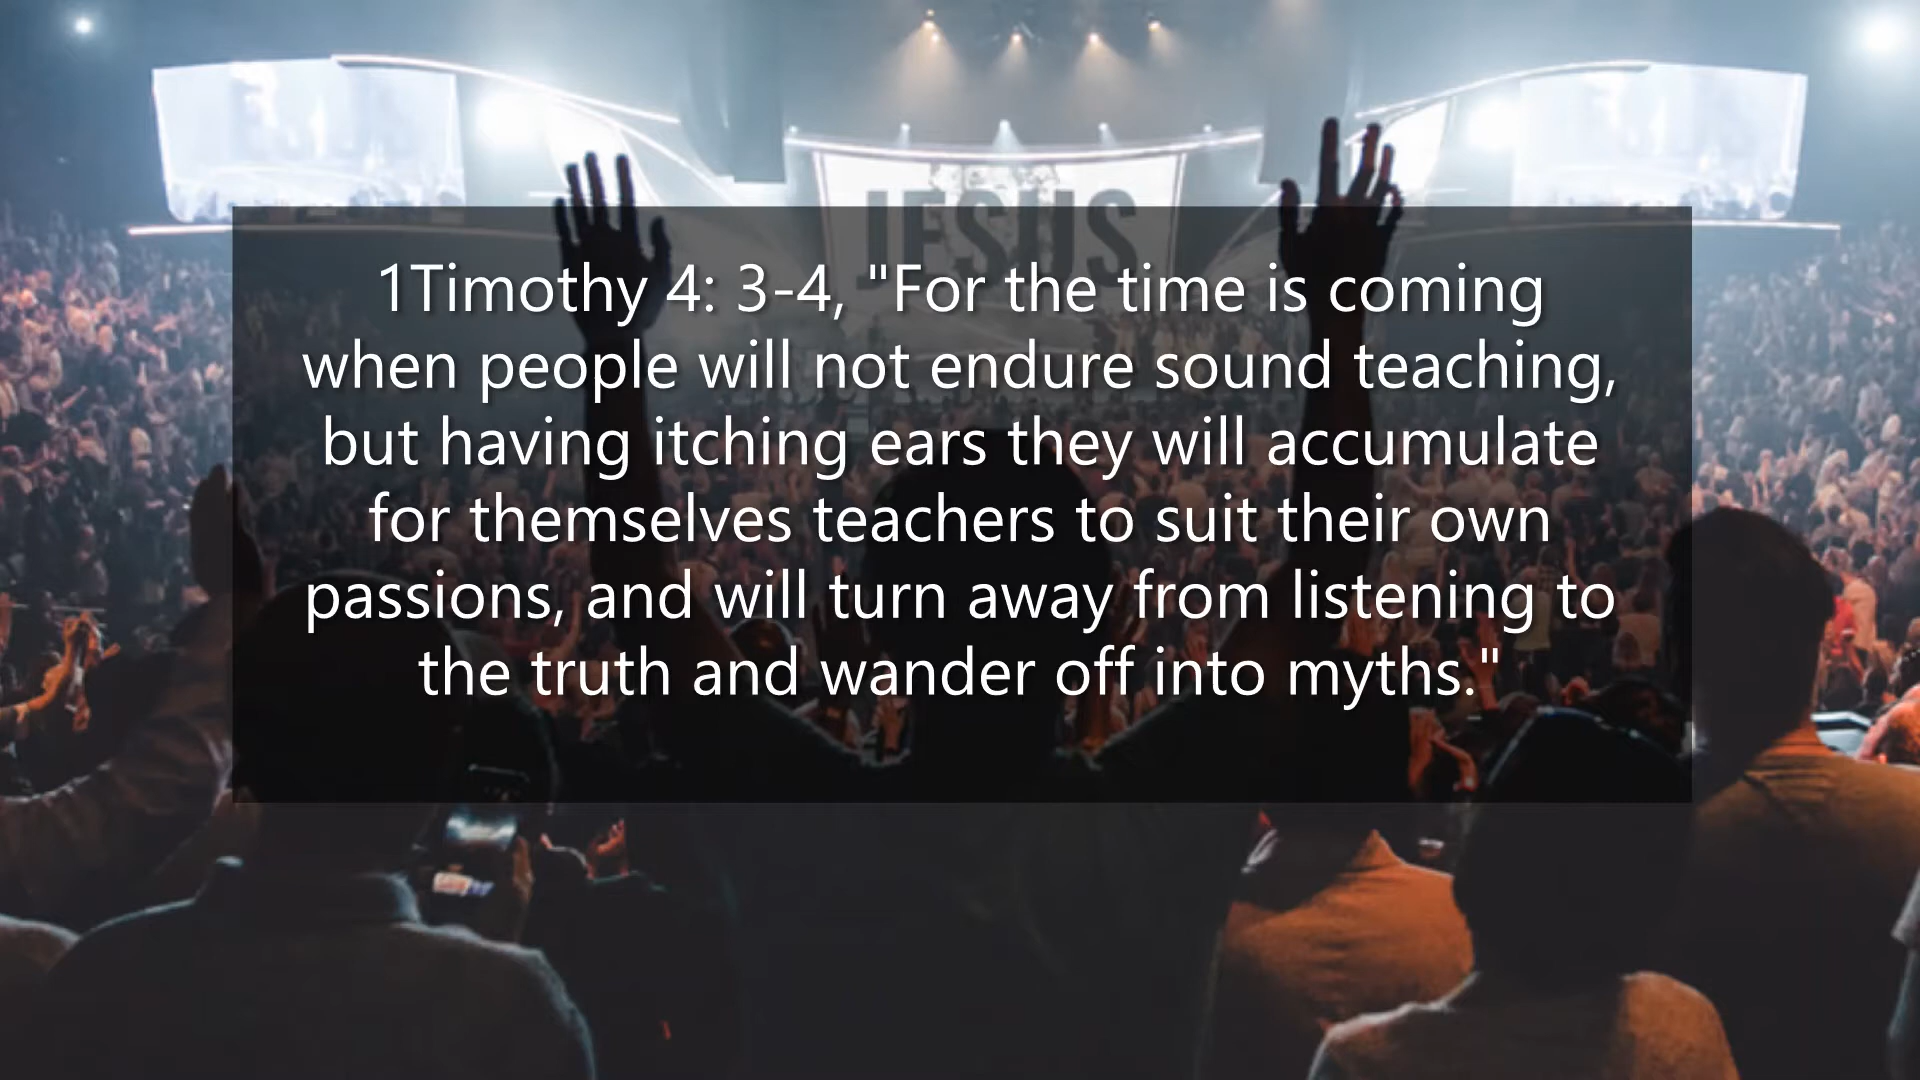 JESUS
1Timothy 4: 3-4, "For the time is coming
when people will not endure sound teaching,
but having itching ears they will accumulate
for themselves teachers to suit their own
passions, and will turn away from listening to
the truth and wander off into myths."